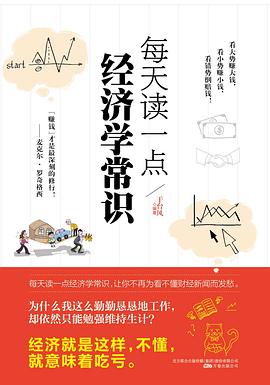 看大势赚大钱,
看小势赚小钱,
看错势倒赔钱!
每天读一点
经济学常识
start
「赚钱」才是最深刻的修行。
——麦克尔·罗奇格西
每天读一点经济学常识,让你不再为看不懂财经新闻而发愁。
为什么我这么勤勤恳恳地工作,
却依然只能勉强维持生计?
经济就是这样,不懂,
就意味着吃亏。